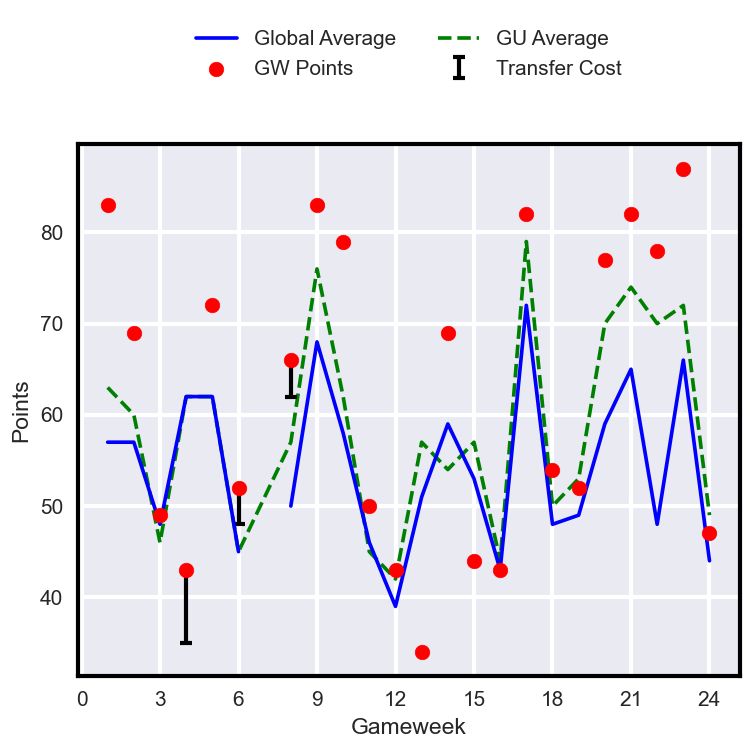 Global Average
GU Average
GW Points
Transfer Cost
80
70
60
50
40
Points
0 3 6 9 12 15 18 21 24
Gameweek